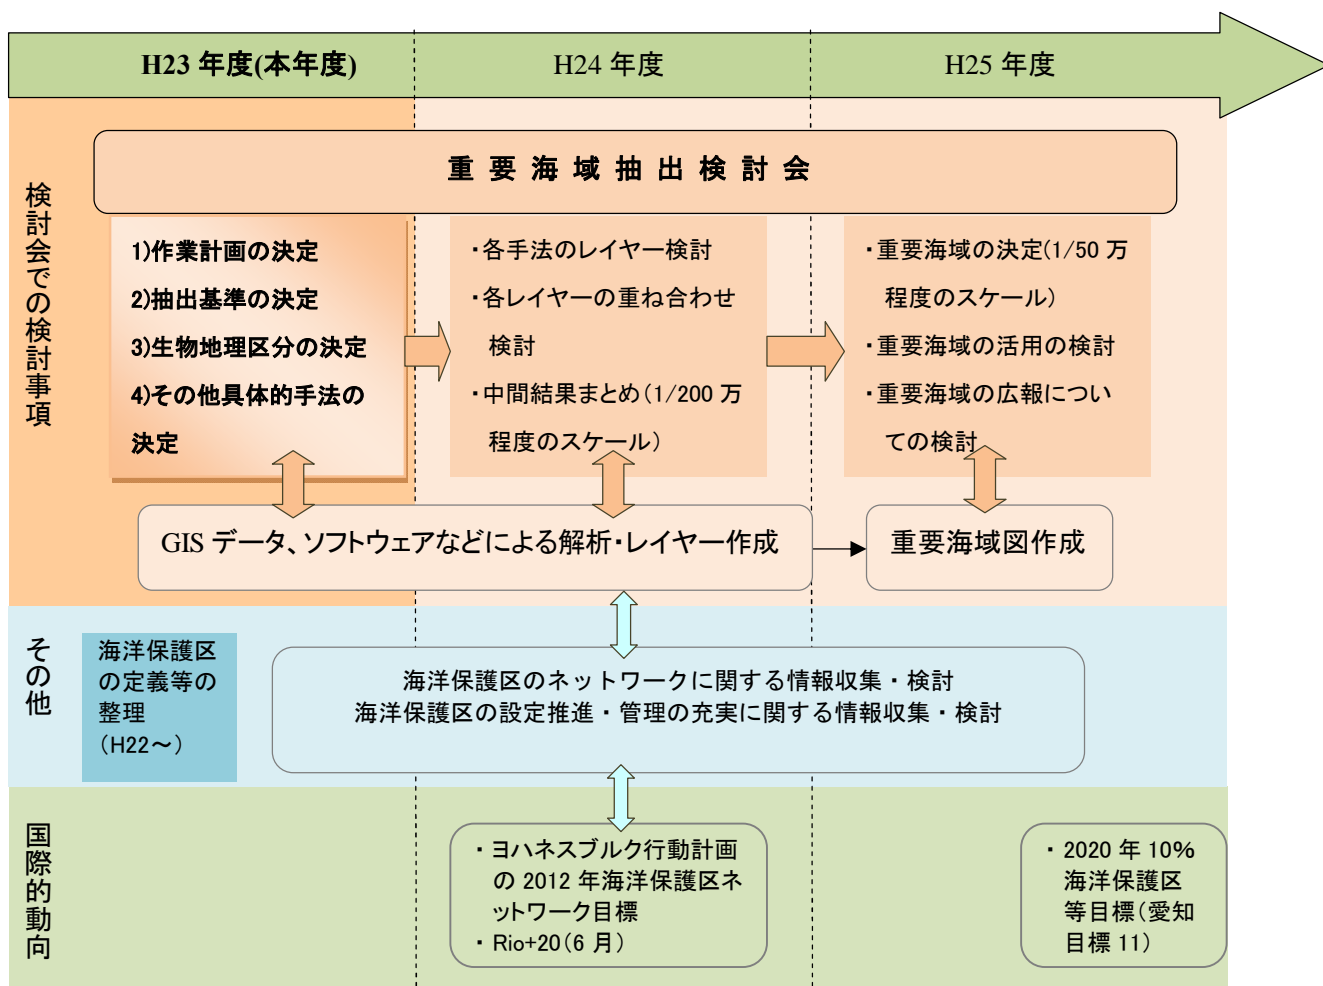 H23 年度(本年度)
H24 年度
H25 年度
検討会での検討事項
重 要 海 域 抽 出 検 討 会
1)作業計画の決定
2)抽出基準の決定
3)生物地理区分の決定
4)その他具体的手法の
決定
・各手法のレイヤー検討
・各レイヤーの重ね合わせ
検討
・中間結果まとめ(1/200 万
程度のスケール)
・重要海域の決定(1/50 万
程度のスケール)
・重要海域の活用の検討
・重要海域の広報につい
ての検討
GIS データ、ソフトウェアなどによる解析・レイヤー作成
重要海域図作成
その他
海洋保護区
の定義等の
整理
(H22～)
海洋保護区のネットワークに関する情報収集・検討
海洋保護区の設定推進・管理の充実に関する情報収集・検討
国際的動向
・ヨハネスブルク行動計画
の 2012 年海洋保護区ネ
ットワーク目標
・Rio+20(6 月)
・2020 年 10%
海洋保護区
等目標(愛知
目標 11)